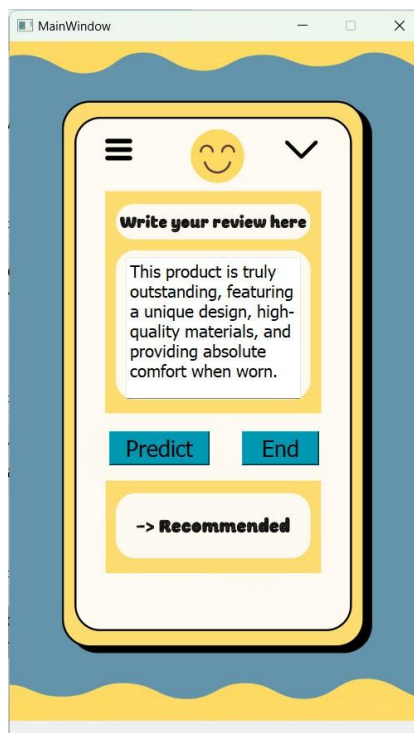 MainWindow
Write your review here
This product is truly
outstanding, featuring
a unique design, high-
quality materials, and
providing absolute
comfort when worn.
Predict End
-> Recommended